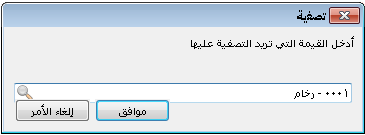 تصفية
أدخل القيمة التي تريد التصفية عليها
٠٠٠١ - رخام
موافق
إلغاء الأمر